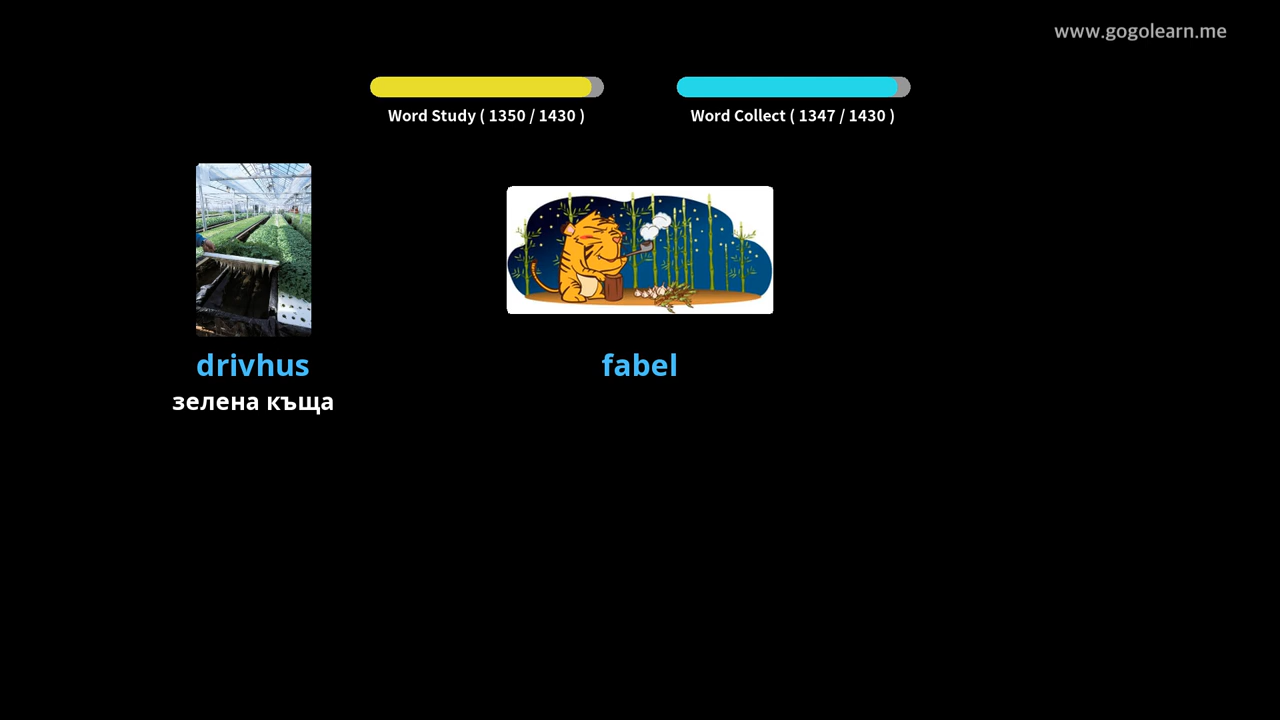 www.gogolearn.me
Word Study ( 1350 / 1430 )
Word Collect ( 1347 / 1430 )
drivhus
зелена къща
fabel